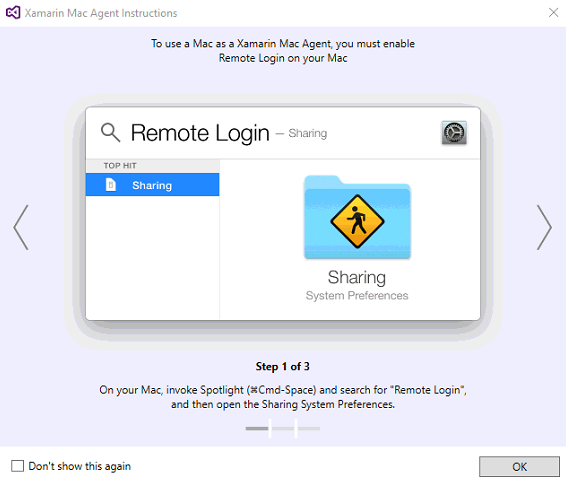 Xamarin Mac Agent Instructions
To use a Mac as a Xamarin Mac Agent, you must enable
Remote Login on your Mac
Remote Login — Sharing
TOP HIT
Sharing
Sharing
System Preferences
Step 1 of 3
On your Mac, invoke Spotlight (⌘Cmd-Space) and search for "Remote Login",
and then open the Sharing System Preferences.
Don't show this again
OK